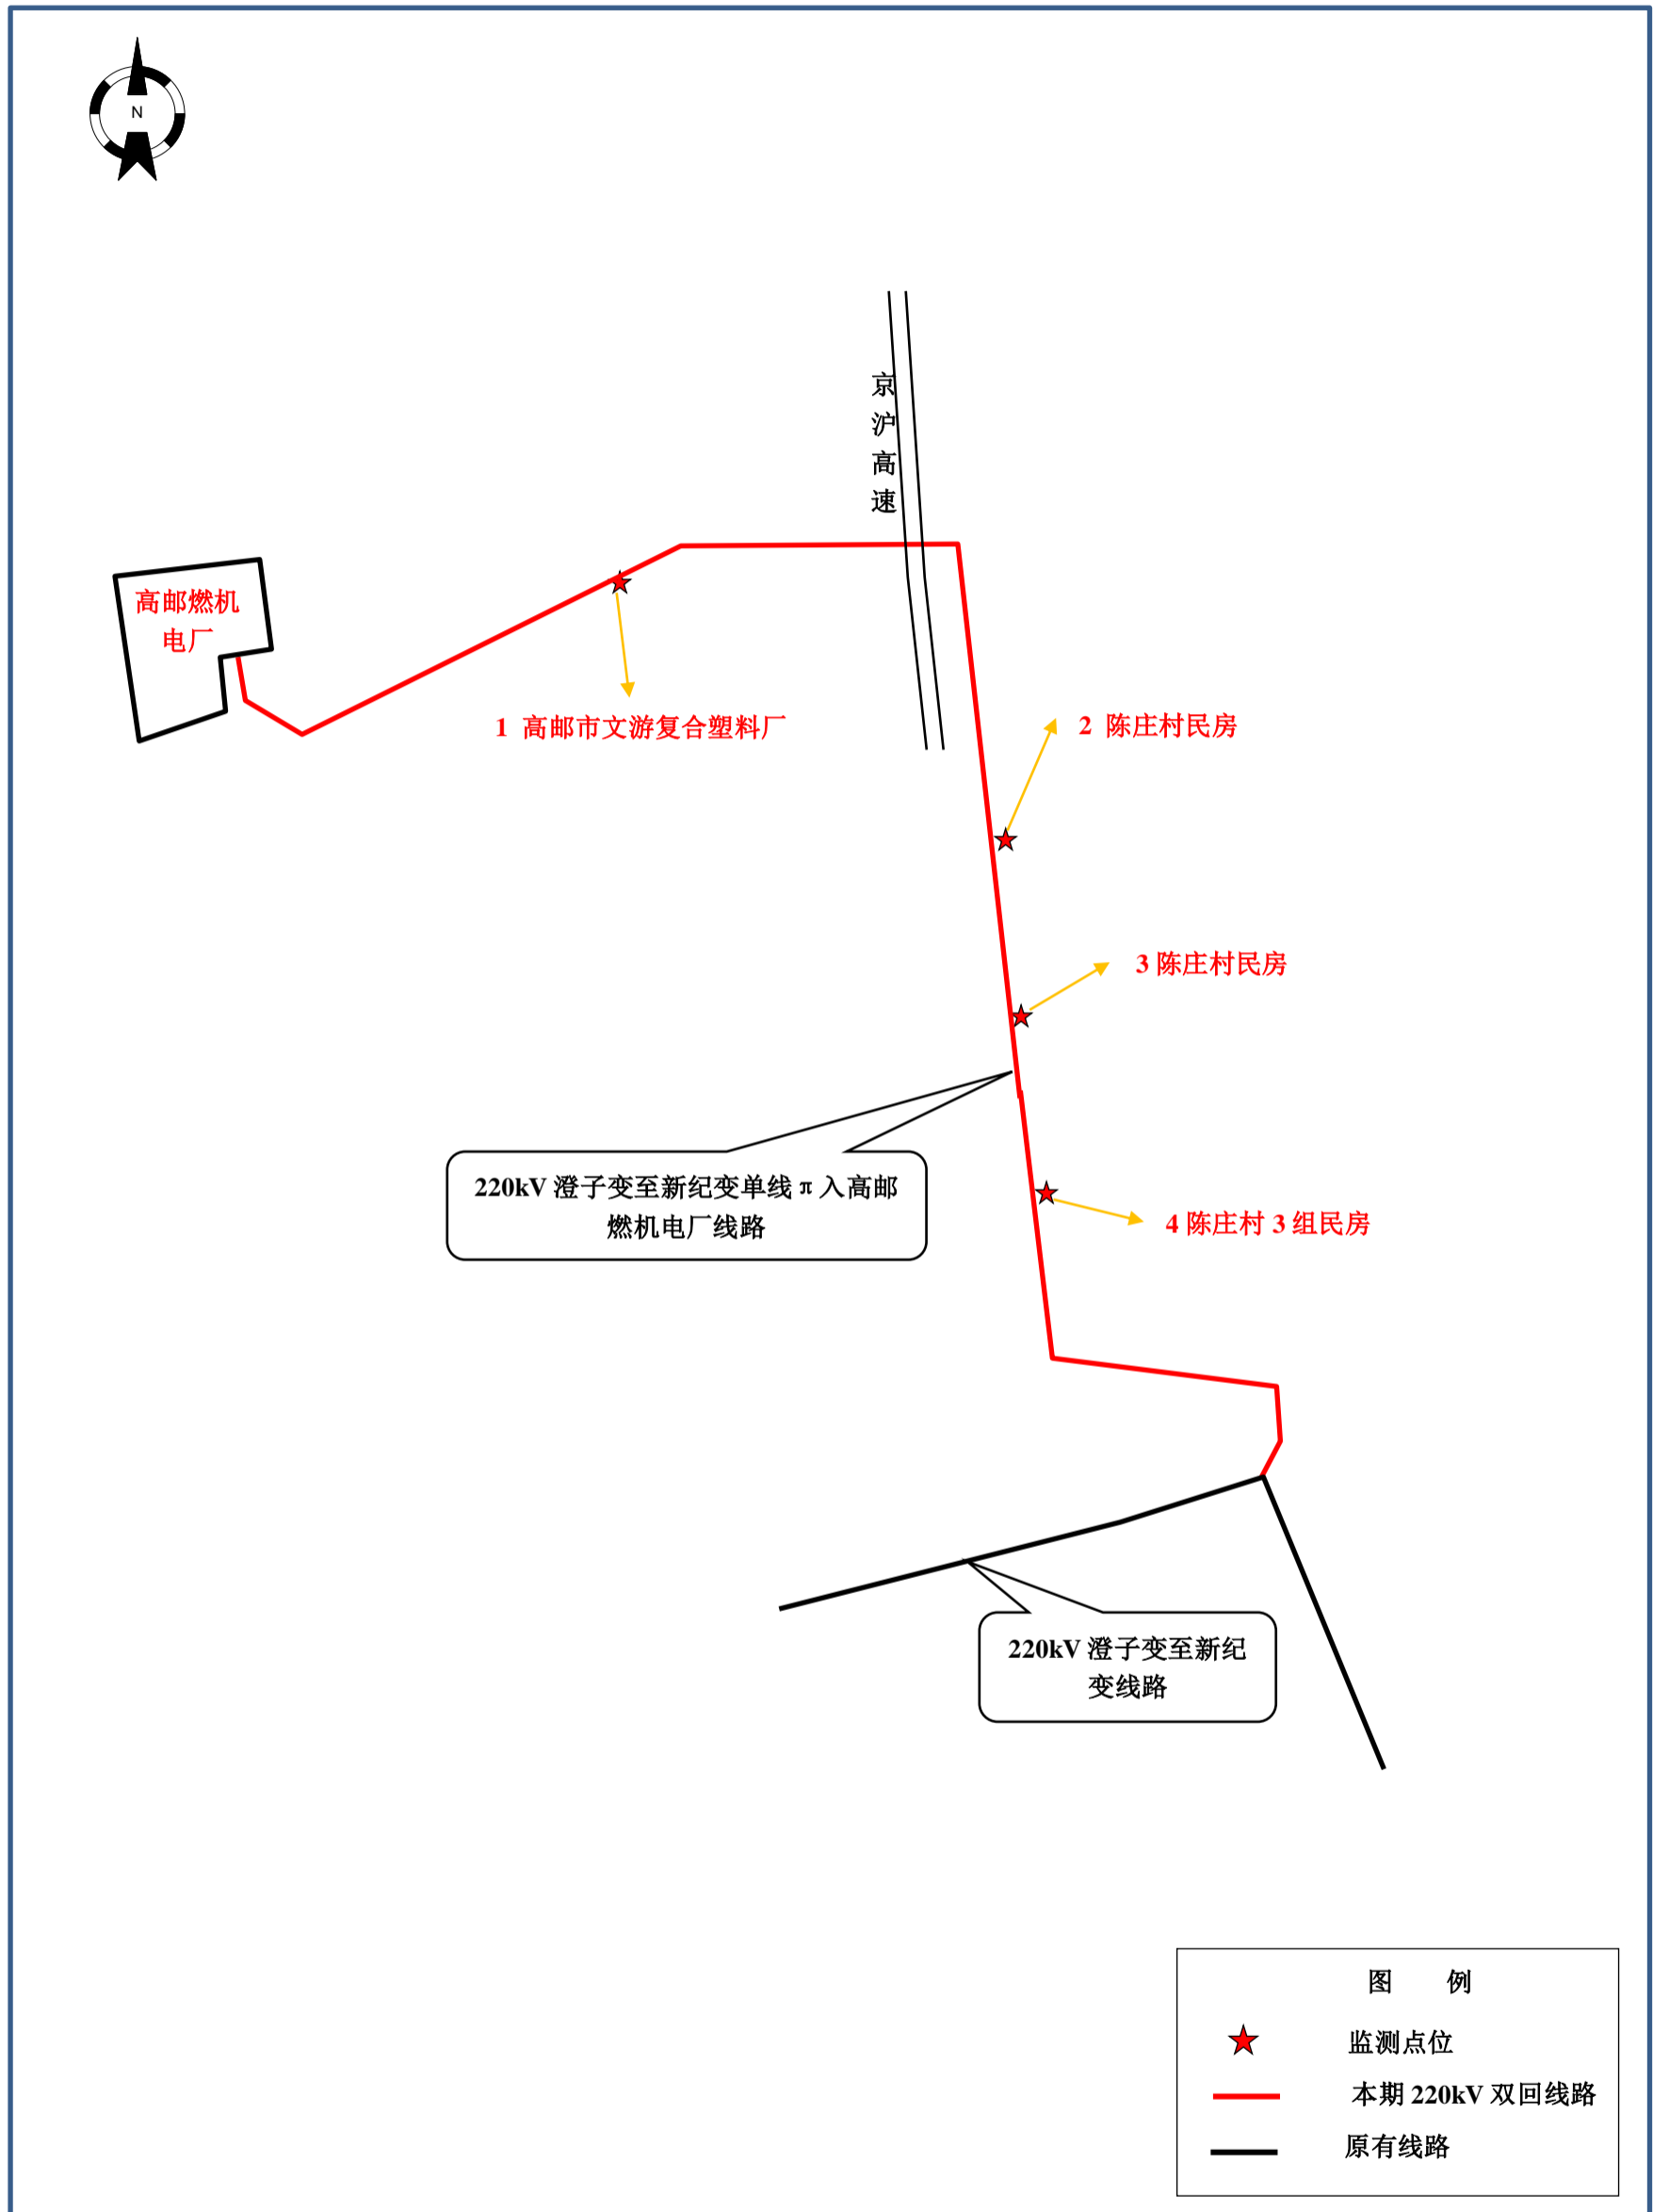 N
京
沪
高
速
高邮燃机
电厂
1 高邮市文游复合塑料厂
2 陈庄村民房
3 陈庄村民房
220kV 澄子变至新纪变单线 π 入高邮
燃机电厂线路
4 陈庄村 3 组民房
220kV 澄子变至新纪
变线路
图 例
监测点位
本期 220kV 双回线路
原有线路